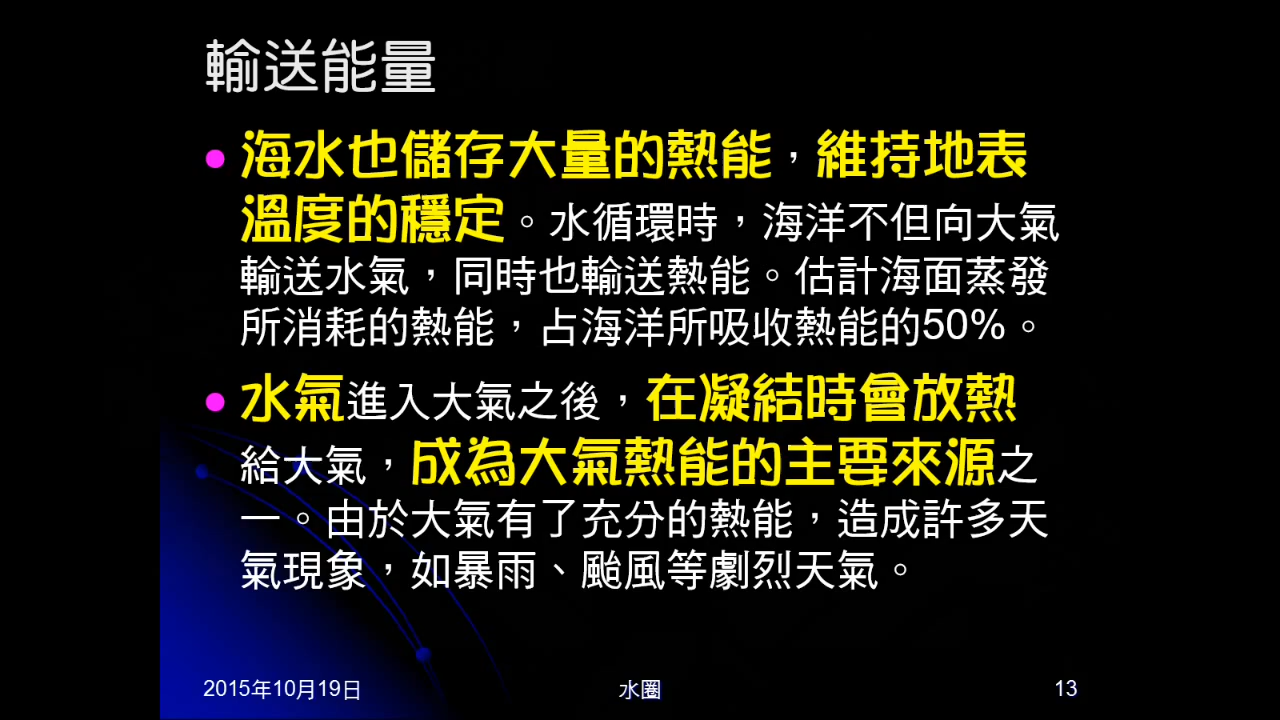 輸送能量
海水也儲存大量的熱能，維持地表
溫度的穩定。水循環時，海洋不但向大氣
輸送水氣，同時也輸送熱能。估計海面蒸發
所消耗的熱能，占海洋所吸收熱能的50%。
水氣進入大氣之後，在凝結時會放熱
給大氣，成為大氣熱能的主要來源之
一。由於大氣有了充分的熱能，造成許多天
氣現象，如暴雨、颱風等劇烈天氣。
2015年10月19日
水圈
13